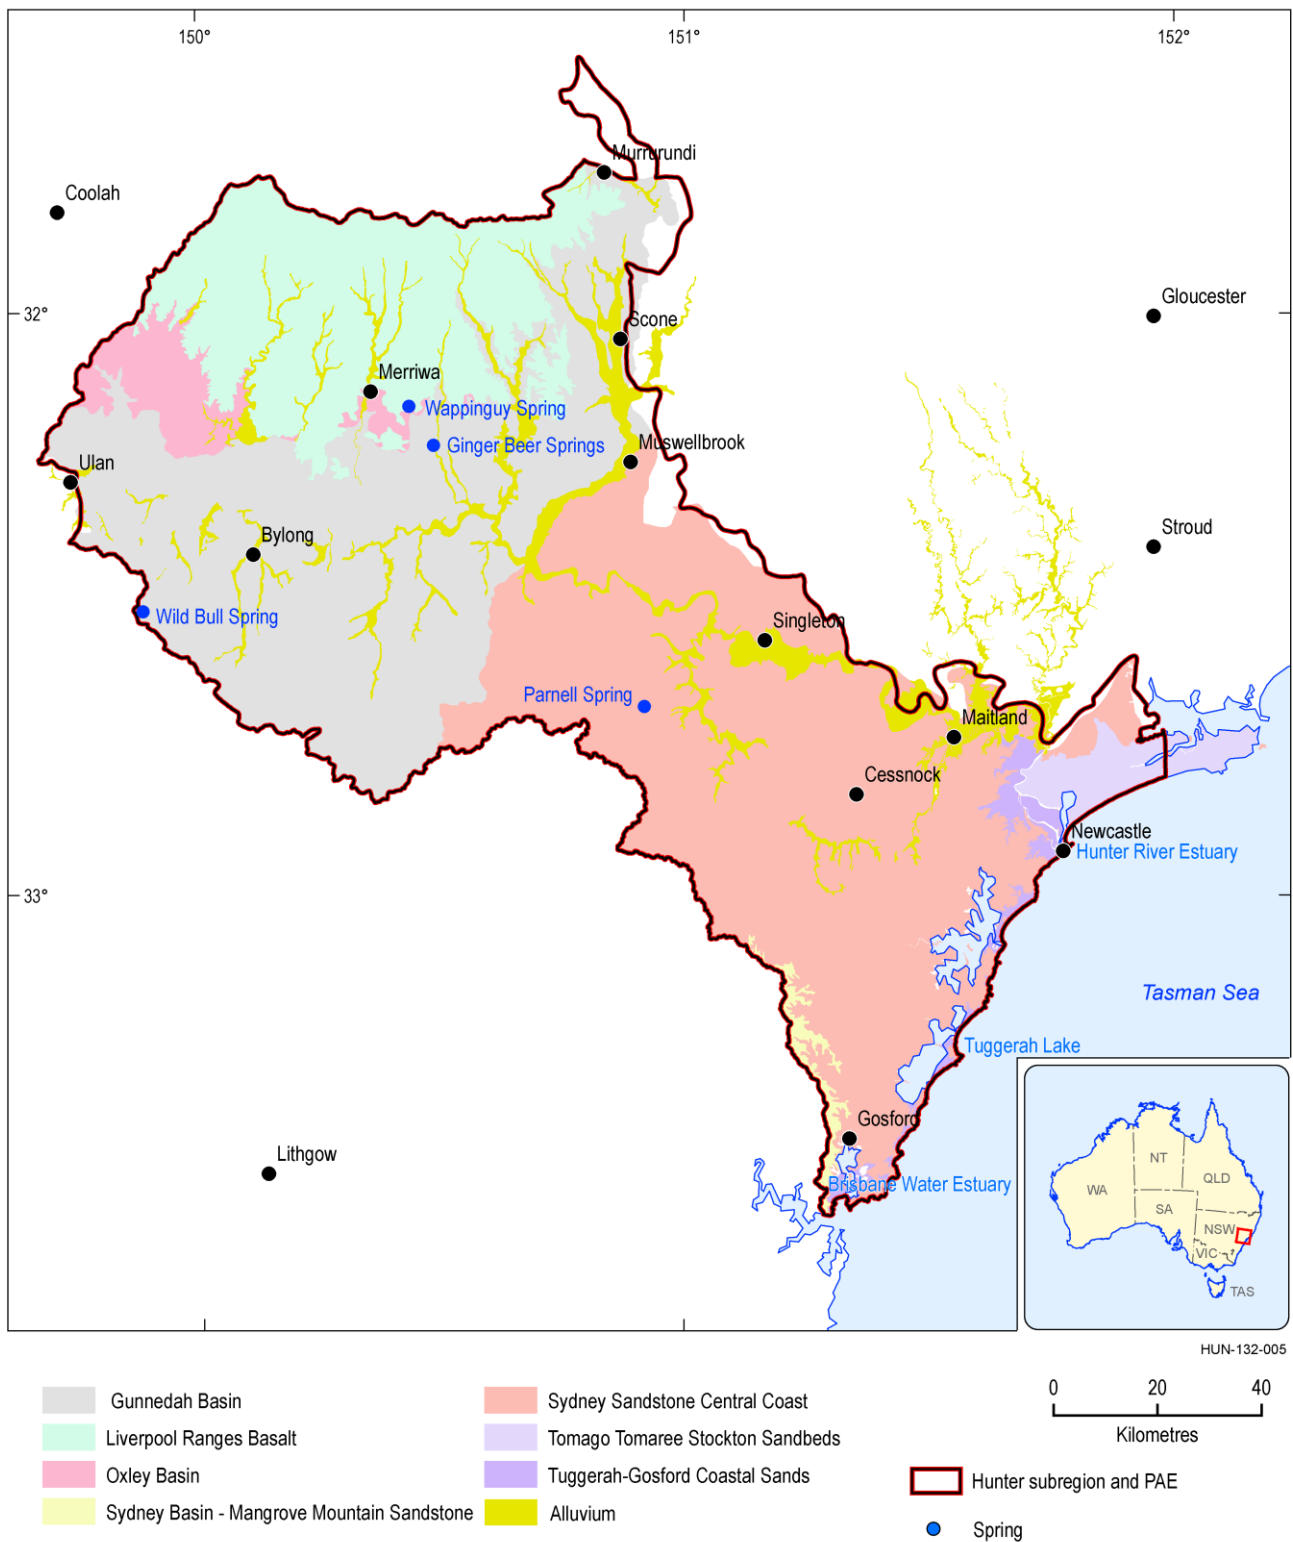 150°
151°
152°
Murrurundi
Coolah
Gloucester
32°
Scone
Merriwa
Wappinguy Spring
Ginger Beer Springs
Muswellbrook
Ulan
Stroud
Bylong
Wild Bull Spring
Singleton
Parnell Spring
Maitland
Cessnock
Newcastle
Hunter River Estuary
33°
Tasman Sea
Tuggerah Lake
Gosford
Lithgow
Brisbane Water Estuary
NT
QLD
WA
SA
NSW
VIC
TAS
HUN-132-005
Gunnedah Basin
Liverpool Ranges Basalt
Oxley Basin
Sydney Basin - Mangrove Mountain Sandstone
Sydney Sandstone Central Coast
Tomago Tomaree Stockton Sandbeds
Tuggerah-Gosford Coastal Sands
Alluvium
0 20 40
Kilometres
Hunter subregion and PAE
Spring